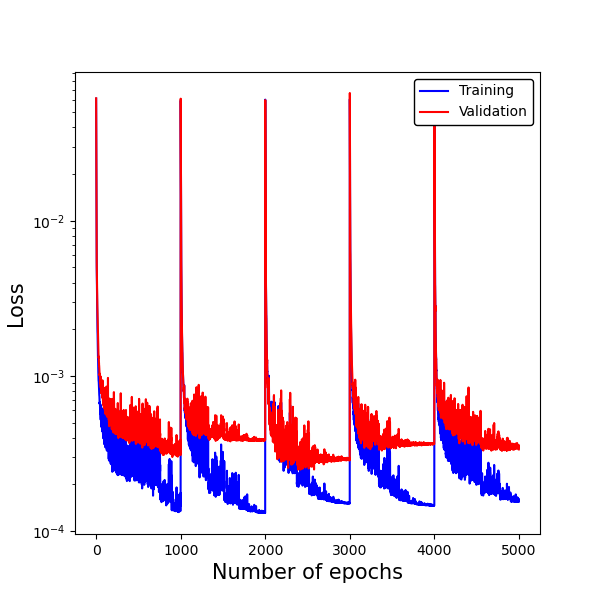 Training
Validation
Loss
10⁻²
10⁻³
10⁻⁴
0 1000 2000 3000 4000 5000
Number of epochs